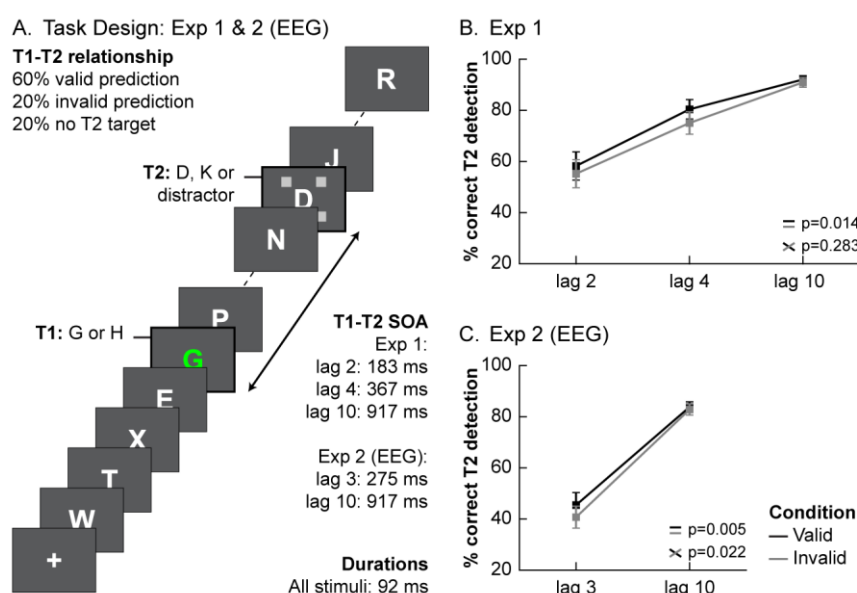 A. Task Design: Exp 1 & 2 (EEG)
T1-T2 relationship
60% valid prediction
20% invalid prediction
20% no T2 target
R
J
T2: D, K or
distractor
D
N
P
T1: G or H
G
E
X
T
W
+
T1-T2 SOA
Exp 1:
lag 2: 183 ms
lag 4: 367 ms
lag 10: 917 ms
Exp 2 (EEG):
lag 3: 275 ms
lag 10: 917 ms
Durations
All stimuli: 92 ms
B. Exp 1
% correct T2 detection
100
80
60
40
20
p=0.014
p=0.283
lag 2 lag 4 lag 10
C. Exp 2 (EEG)
% correct T2 detection
100
80
60
40
20
p=0.005
p=0.022
lag 3 lag 10
Condition
Valid
Invalid